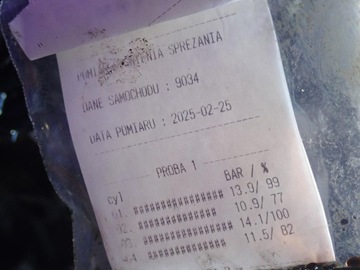 SPREZANIA
DANE SAMOCHODU : 9034
DATA POMIARU : 2025-02-25
PROBA 1
cyl BAR / %
################ 13.9/ 99
############# 10.9/ 77
################ 14.1/100
############# 11.5/ 82